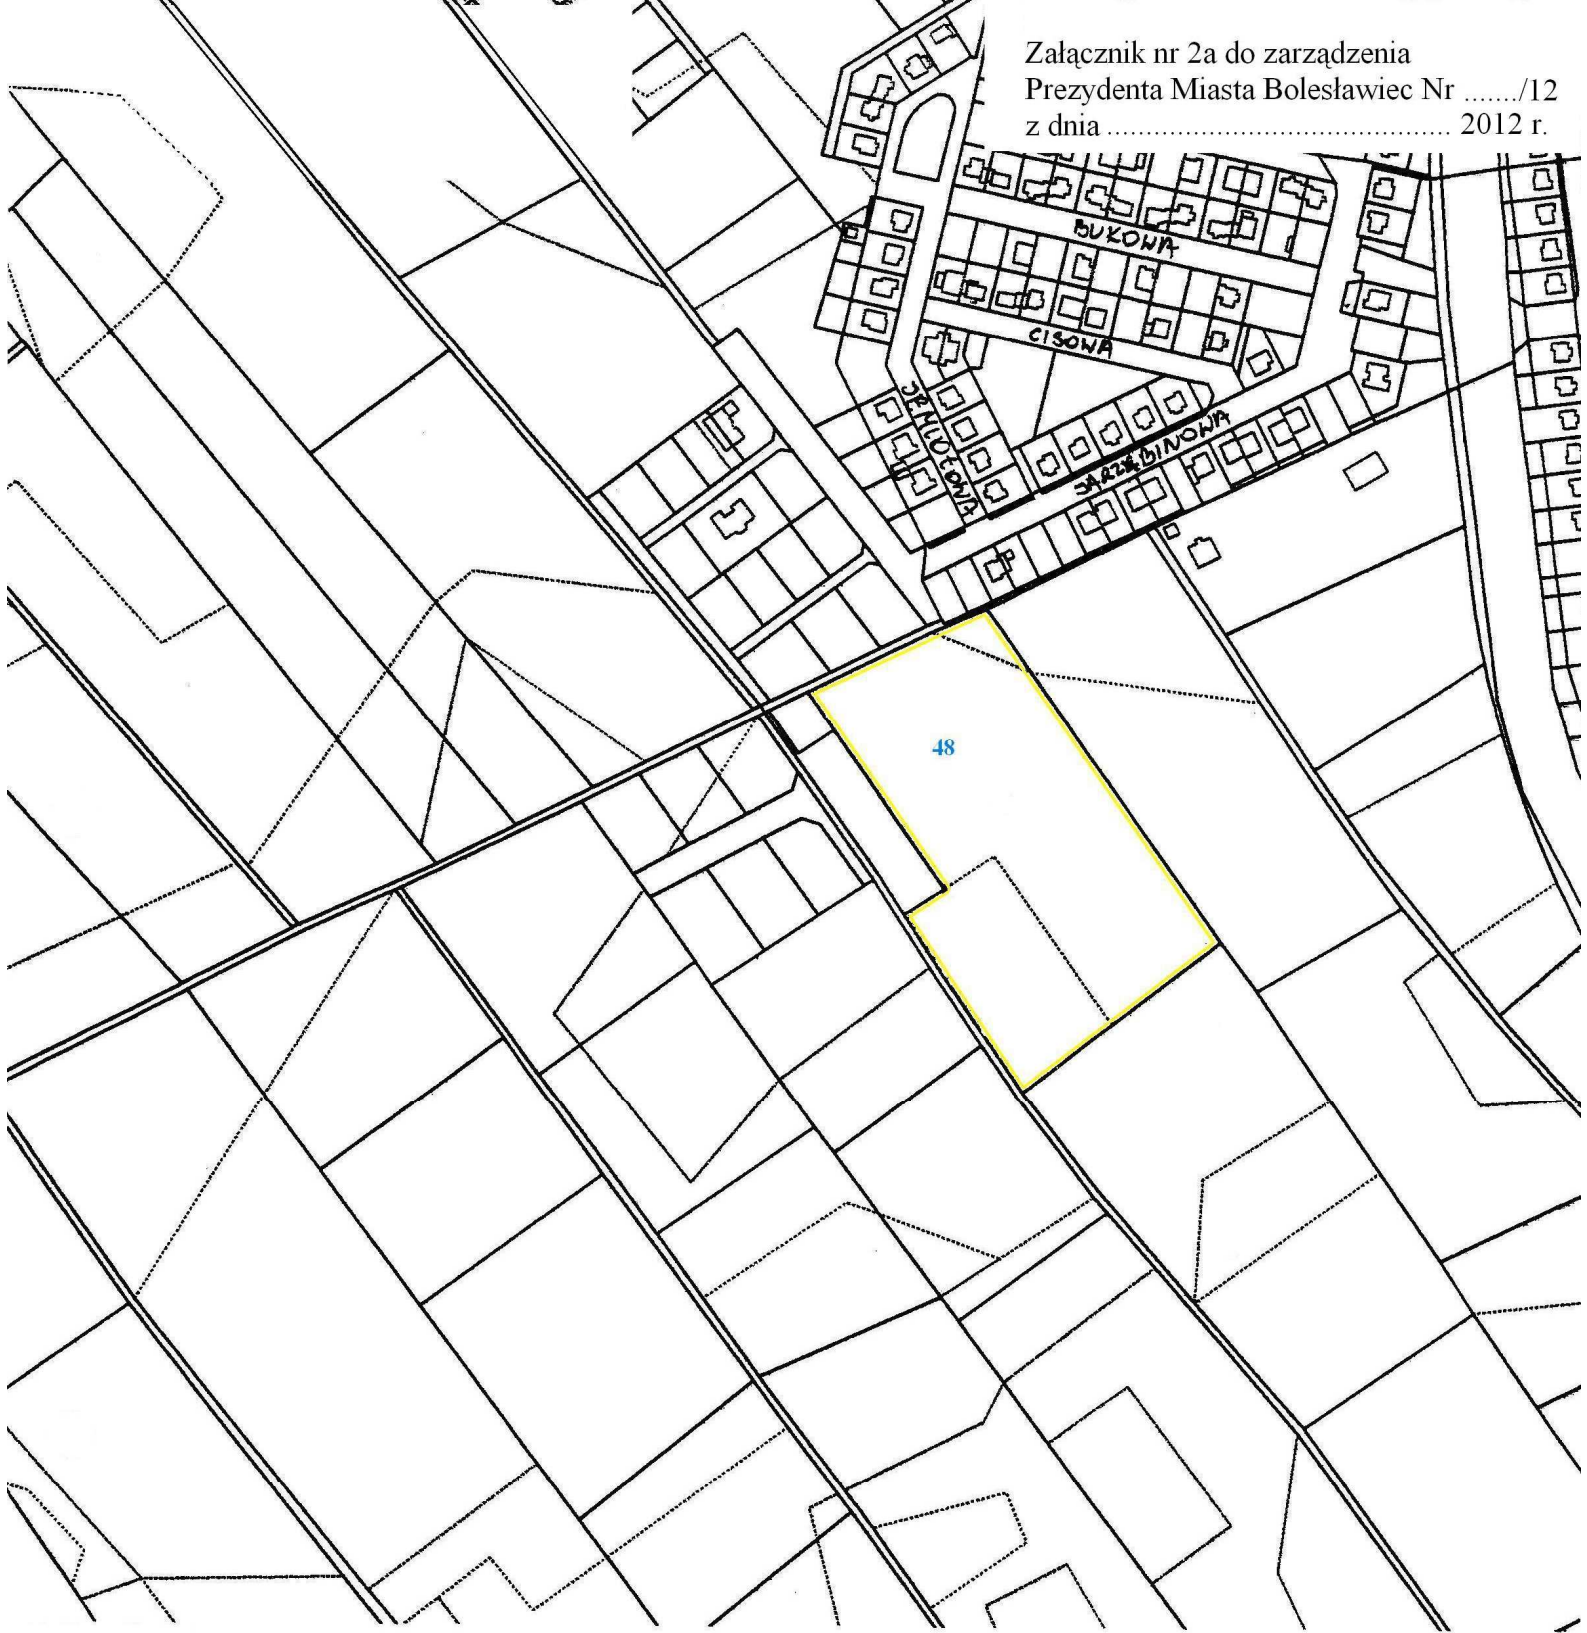 Załącznik nr 2a do zarządzenia
Prezydenta Miasta Bolesławiec Nr ......./12
z dnia ............................................ 2012 r.
BUKOWA
CISOWA
JEMIOŁOWA
JARZĘBINOWA
48